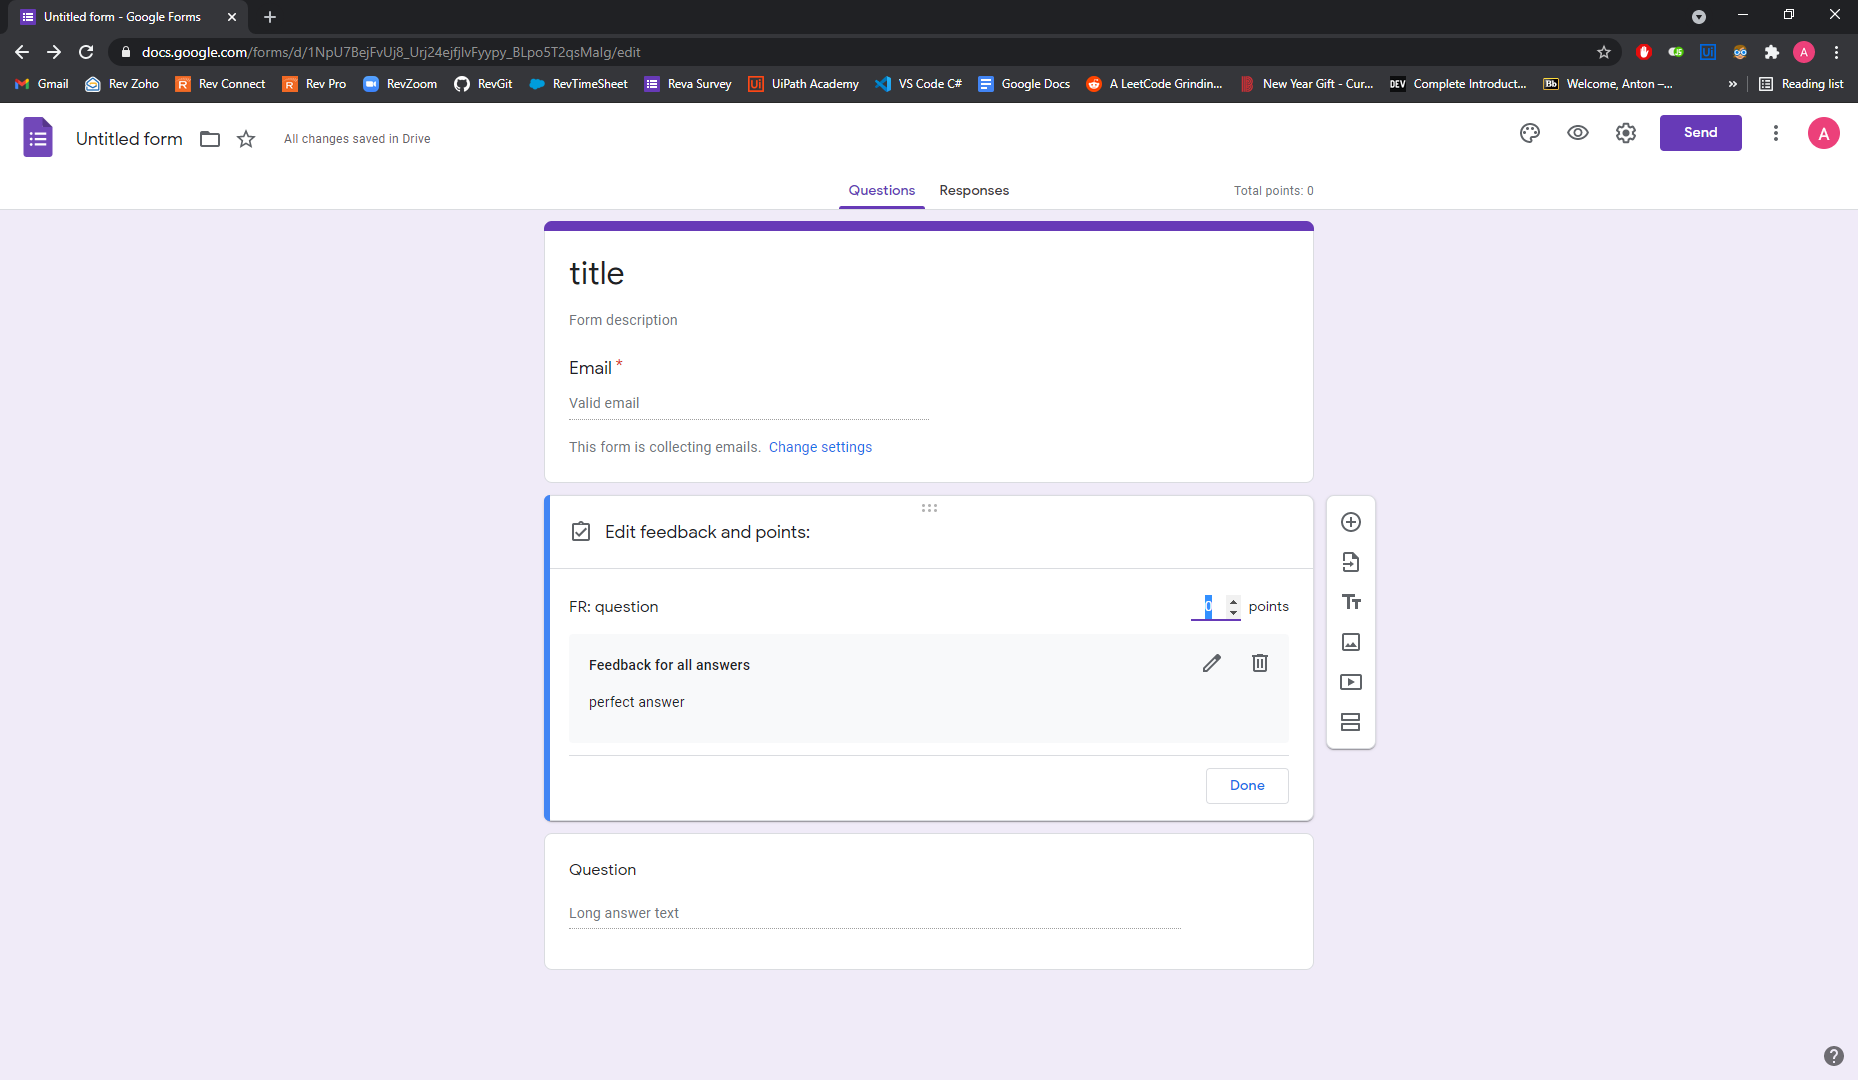 Untitled form - Google Forms
docs.google.com/forms/d/1NpU7BejFvUj8_Urj24ejfjlvFyypy_BLpo5T2qsMalg/edit
Gmail Rev Zoho Rev Connect Rev Pro RevZoom RevGit RevTimeSheet Reva Survey UiPath Academy VS Code C# Google Docs A LeetCode Grindin... New Year Gift - Cur... DEV Complete Introduct... Bb Welcome, Anton –... » Reading list
Untitled form All changes saved in Drive Send A
Questions Responses Total points: 0
title
Form description
Email *
Valid email
This form is collecting emails. Change settings
Edit feedback and points:
FR: question 0 points
Feedback for all answers
perfect answer
Done
Question
Long answer text